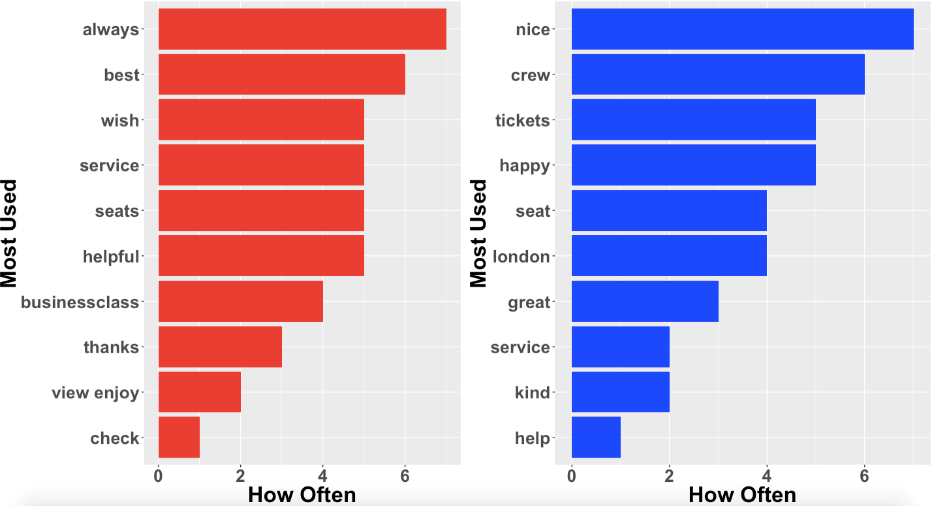 Most Used
always
best
wish
service
seats
helpful
businessclass
thanks
view enjoy
check
0 2 4 6
How Often
Most Used
nice
crew
tickets
happy
seat
london
great
service
kind
help
0 2 4 6
How Often